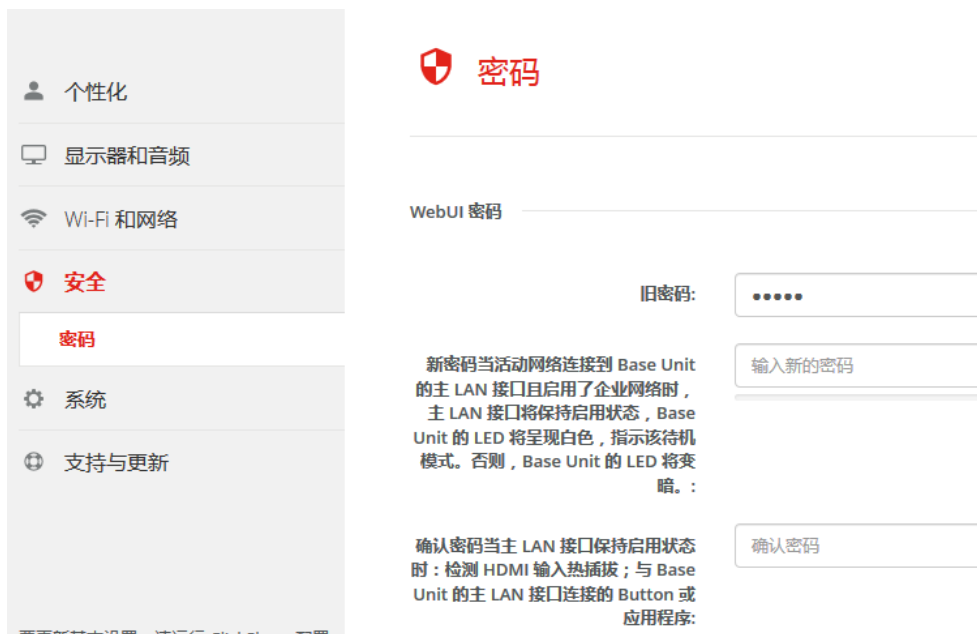 个性化
显示器和音频
Wi-Fi 和网络
安全
密码
系统
支持与更新
密码
WebUI 密码
旧密码:
新密码当活动网络连接到 Base Unit
的主 LAN 接口且启用了企业网络时，
主 LAN 接口将保持启用状态，Base
Unit 的 LED 将呈现白色，指示该待机
模式。否则，Base Unit 的 LED 将变
暗。:
输入新的密码
确认密码当主 LAN 接口保持启用状态
时：检测 HDMI 输入热插拔；与 Base
Unit 的主 LAN 接口连接的 Button 或
应用程序:
确认密码